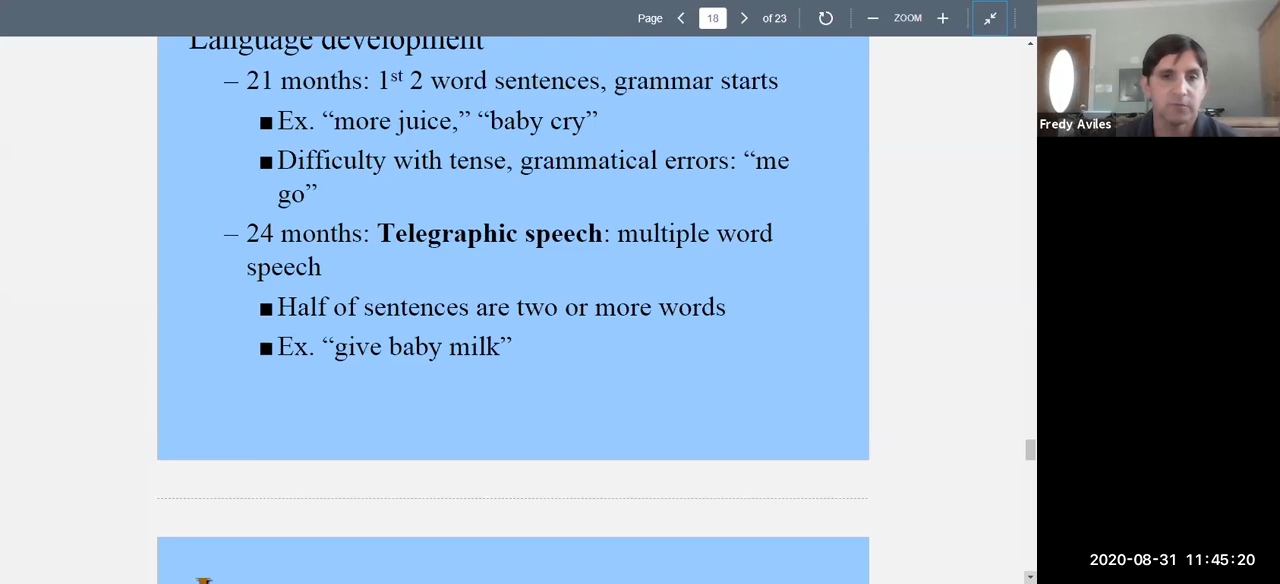 Page 18 of 23 ZOOM
Language development
– 21 months: 1st 2 word sentences, grammar starts
■ Ex. “more juice,” “baby cry”
■ Difficulty with tense, grammatical errors: “me
go”
– 24 months: Telegraphic speech: multiple word
speech
■ Half of sentences are two or more words
■ Ex. “give baby milk”
Fredy Aviles
2020-08-31 11:45:20